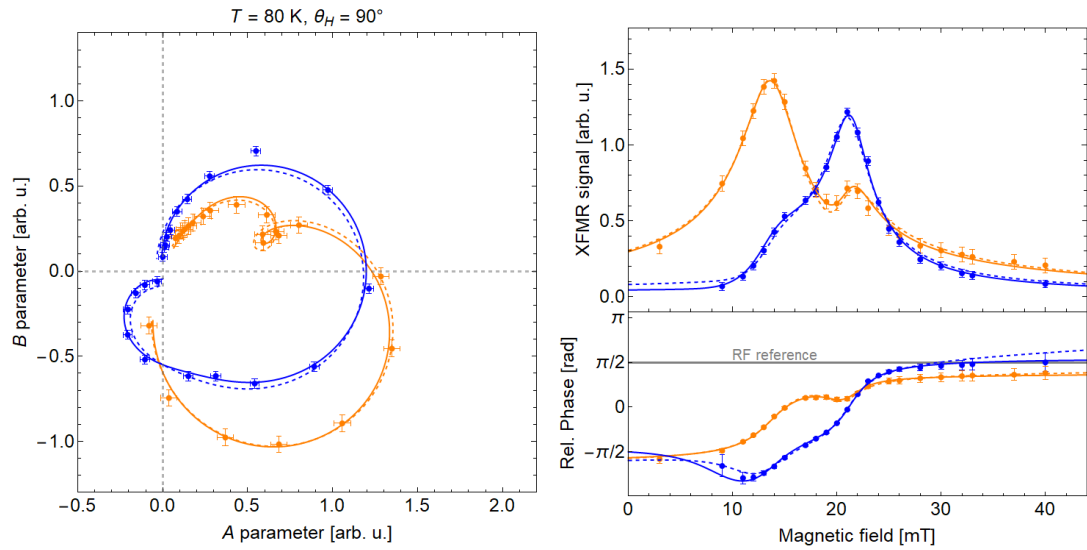 T = 80 K, θ_H = 90°
B parameter [arb. u.]
1.0
0.5
0.0
−0.5
−1.0
−0.5 0.0 0.5 1.0 1.5 2.0
A parameter [arb. u.]
XFMR signal [arb. u.]
1.5
1.0
0.5
0.0
Rel. Phase [rad]
π
π/2
0
−π/2
RF reference
0 10 20 30 40
Magnetic field [mT]